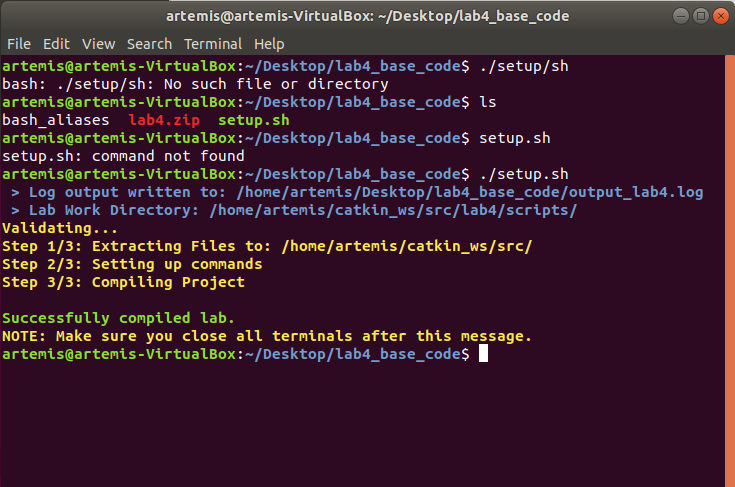 artemis@artemis-VirtualBox: ~/Desktop/lab4_base_code
File Edit View Search Terminal Help
artemis@artemis-VirtualBox:~/Desktop/lab4_base_code$ ./setup/sh
bash: ./setup/sh: No such file or directory
artemis@artemis-VirtualBox:~/Desktop/lab4_base_code$ ls
bash_aliases  lab4.zip  setup.sh
artemis@artemis-VirtualBox:~/Desktop/lab4_base_code$ setup.sh
setup.sh: command not found
artemis@artemis-VirtualBox:~/Desktop/lab4_base_code$ ./setup.sh
 > Log output written to: /home/artemis/Desktop/lab4_base_code/output_lab4.log
 > Lab Work Directory: /home/artemis/catkin_ws/src/lab4/scripts/
Validating...
Step 1/3: Extracting Files to: /home/artemis/catkin_ws/src/
Step 2/3: Setting up commands
Step 3/3: Compiling Project
Successfully compiled lab.
NOTE: Make sure you close all terminals after this message.
artemis@artemis-VirtualBox:~/Desktop/lab4_base_code$